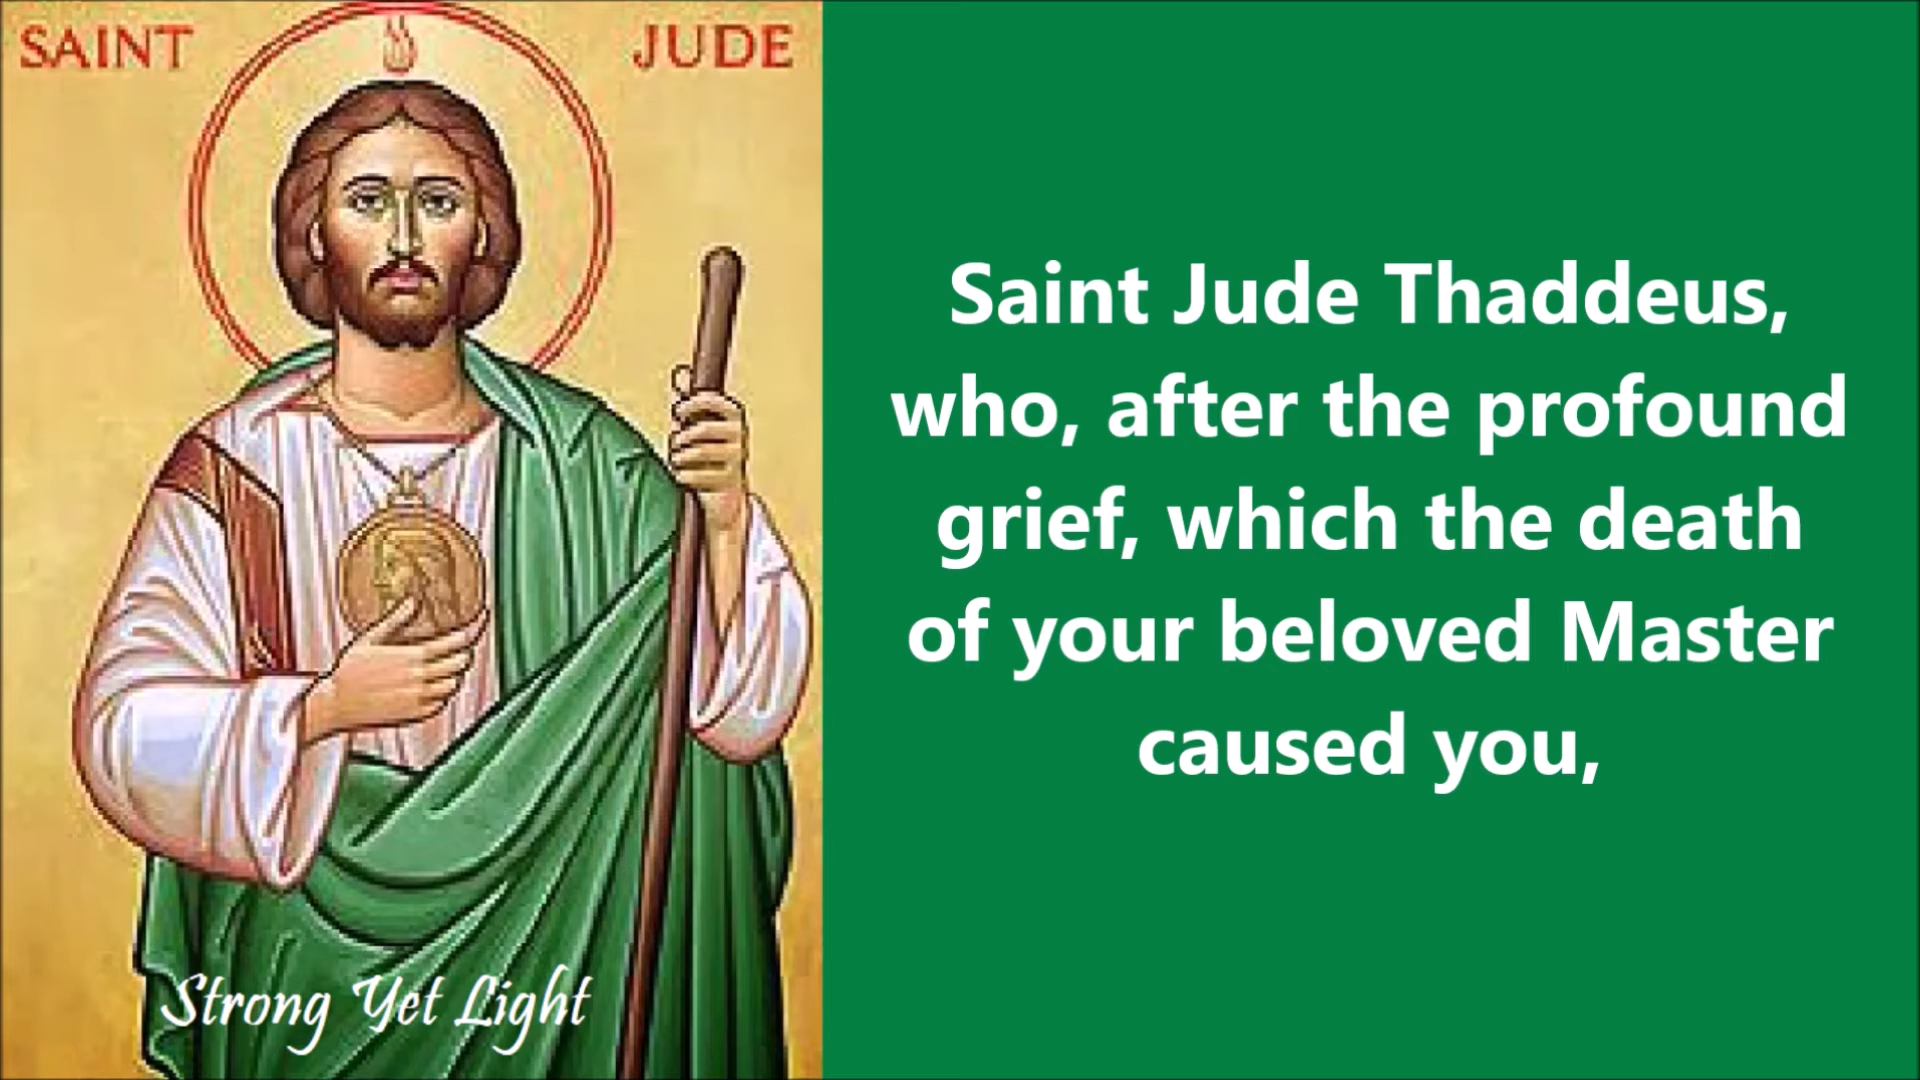 SAINT JUDE
Saint Jude Thaddeus,
who, after the profound
grief, which the death
of your beloved Master
caused you,
Strong Yet Light